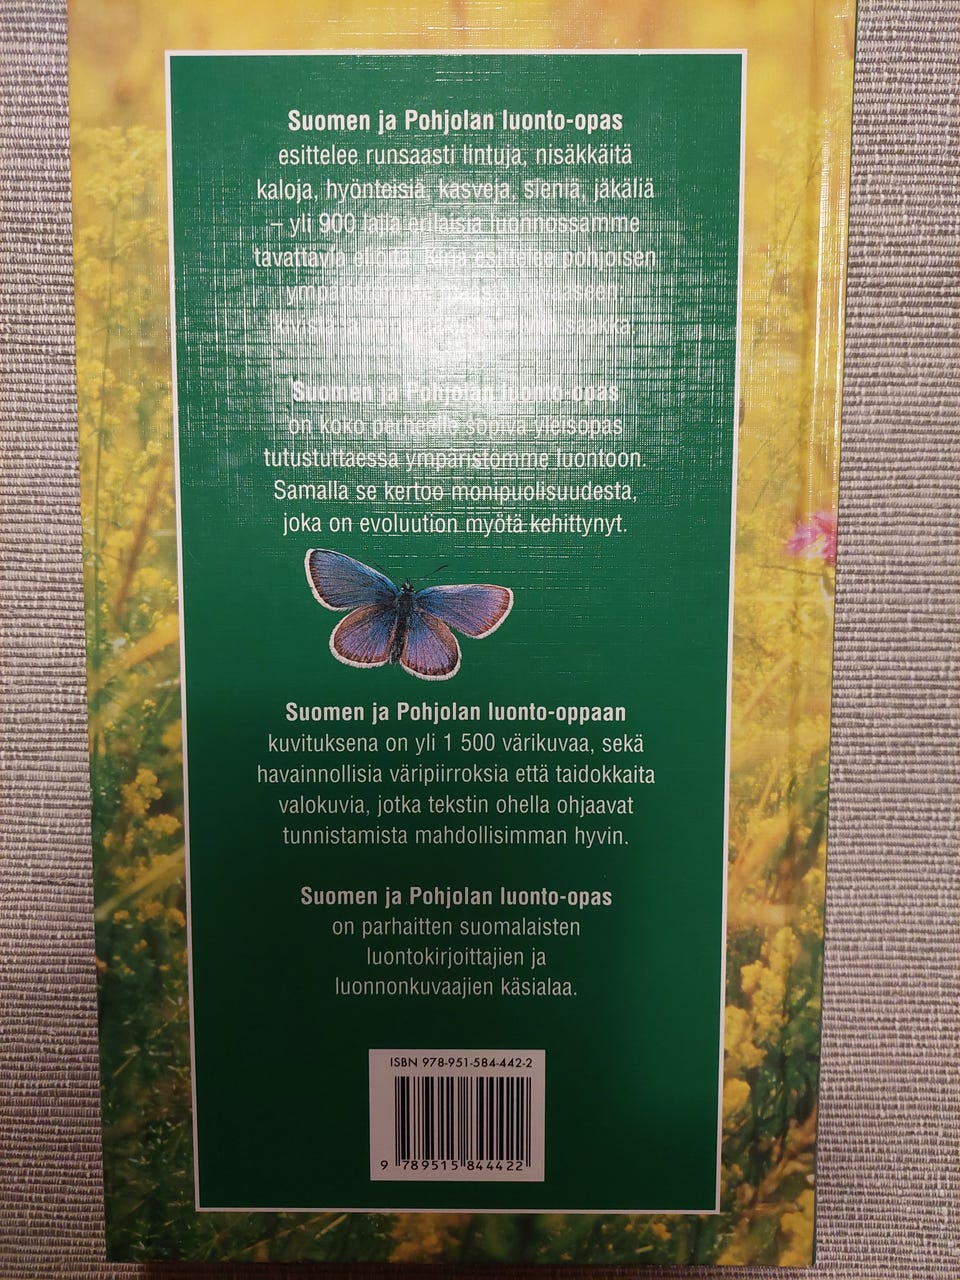 Suomen ja Pohjolan luonto-opas
esittelee runsaasti lintuja, nisäkkäitä
kaloja, hyönteisiä, kasveja, sieniä, jäkäliä
– yli 900 lajia erilaisia luonnossamme
tavattavia eliöitä. Kirja esittelee pohjoisen
kivistä saakka.
Suomen ja Pohjolan luonto-opas
on koko perheelle sopiva yleisopas
tutustuttaessa ympäristömme luontoon.
Samalla se kertoo monipuolisuudesta,
joka on evoluution myötä kehittynyt.
Suomen ja Pohjolan luonto-oppaan
kuvituksena on yli 1 500 värikuvaa, sekä
havainnollisia väripiirroksia että taidokkaita
valokuvia, jotka tekstin ohella ohjaavat
tunnistamista mahdollisimman hyvin.
Suomen ja Pohjolan luonto-opas
on parhaitten suomalaisten
luontokirjoittajien ja
luonnonkuvaajien käsialaa.
ISBN 978-951-584-442-2
9 789515 844422